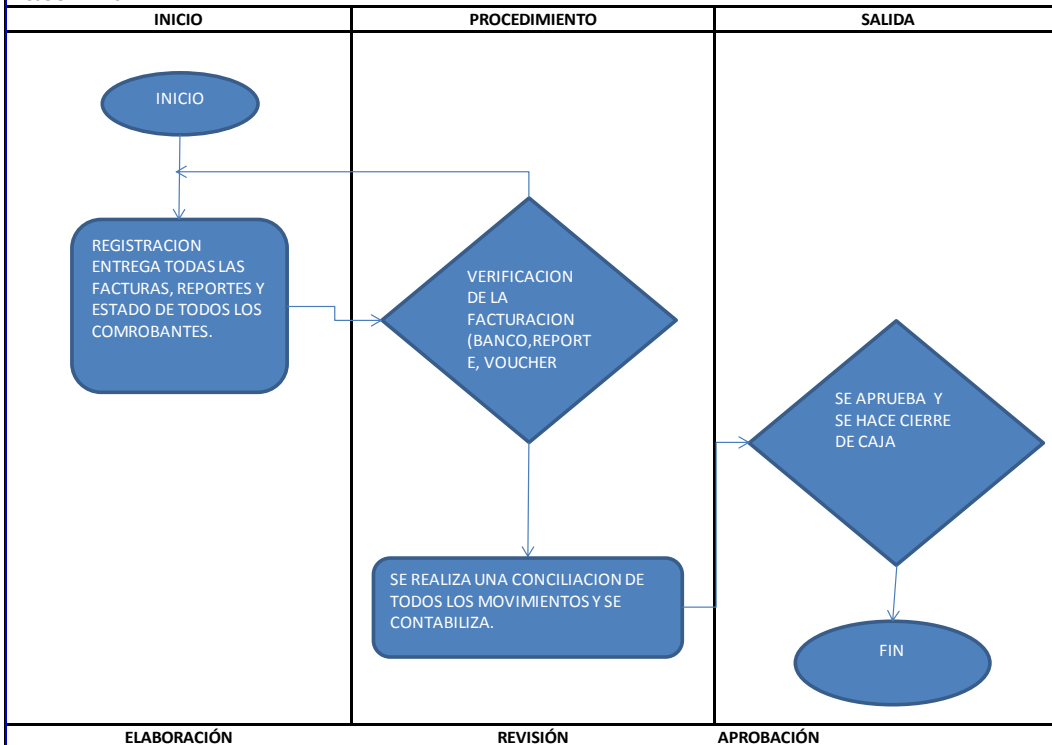 INICIO
PROCEDIMIENTO
SALIDA
INICIO
REGISTRACION
ENTREGA TODAS LAS
FACTURAS, REPORTES Y
ESTADO DE TODOS LOS
COMROBANTES.
VERIFICACION
DE LA
FACTURACION
(BANCO,REPORT
E, VOUCHER
SE REALIZA UNA CONCILIACION DE
TODOS LOS MOVIMIENTOS Y SE
CONTABILIZA.
SE APRUEBA Y
SE HACE CIERRE
DE CAJA
FIN
ELABORACIÓN
REVISIÓN
APROBACIÓN